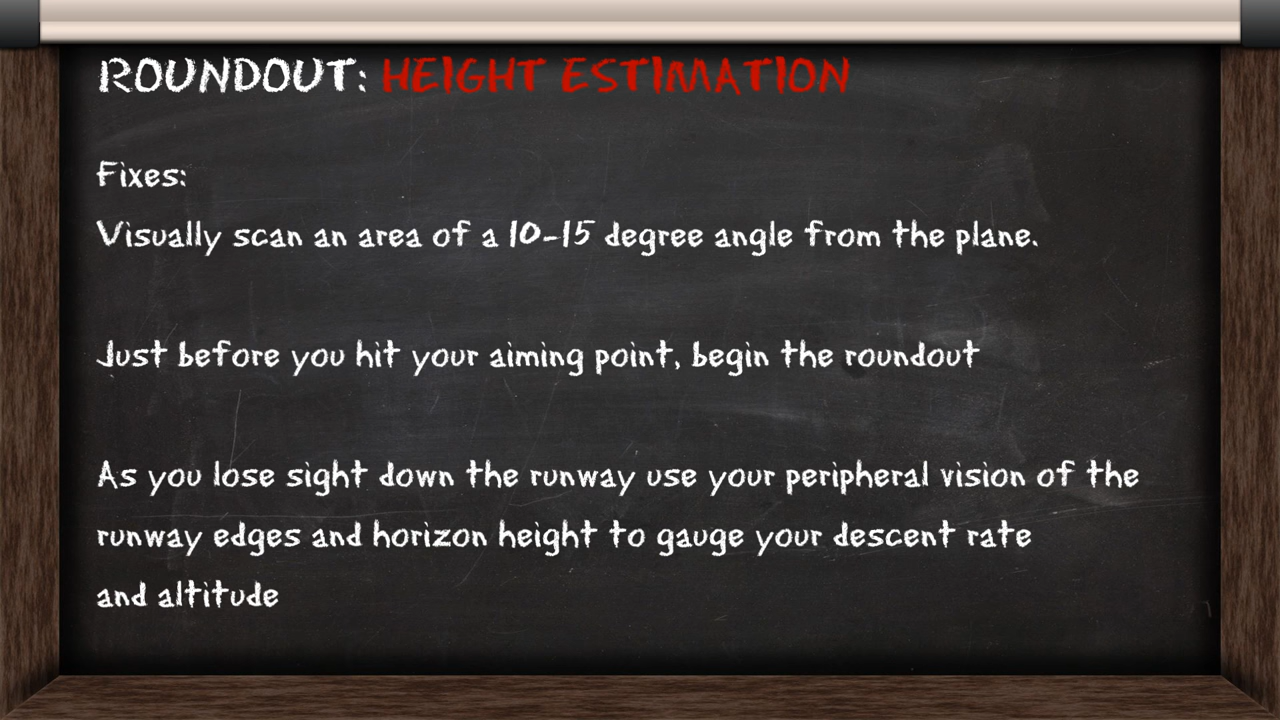 ROUNDOUT: HEIGHT ESTIMATION
Fixes:
Visually scan an area of a 10-15 degree angle from the plane.
Just before you hit your aiming point, begin the roundout
As you lose sight down the runway use your peripheral vision of the
runway edges and horizon height to gauge your descent rate
and altitude